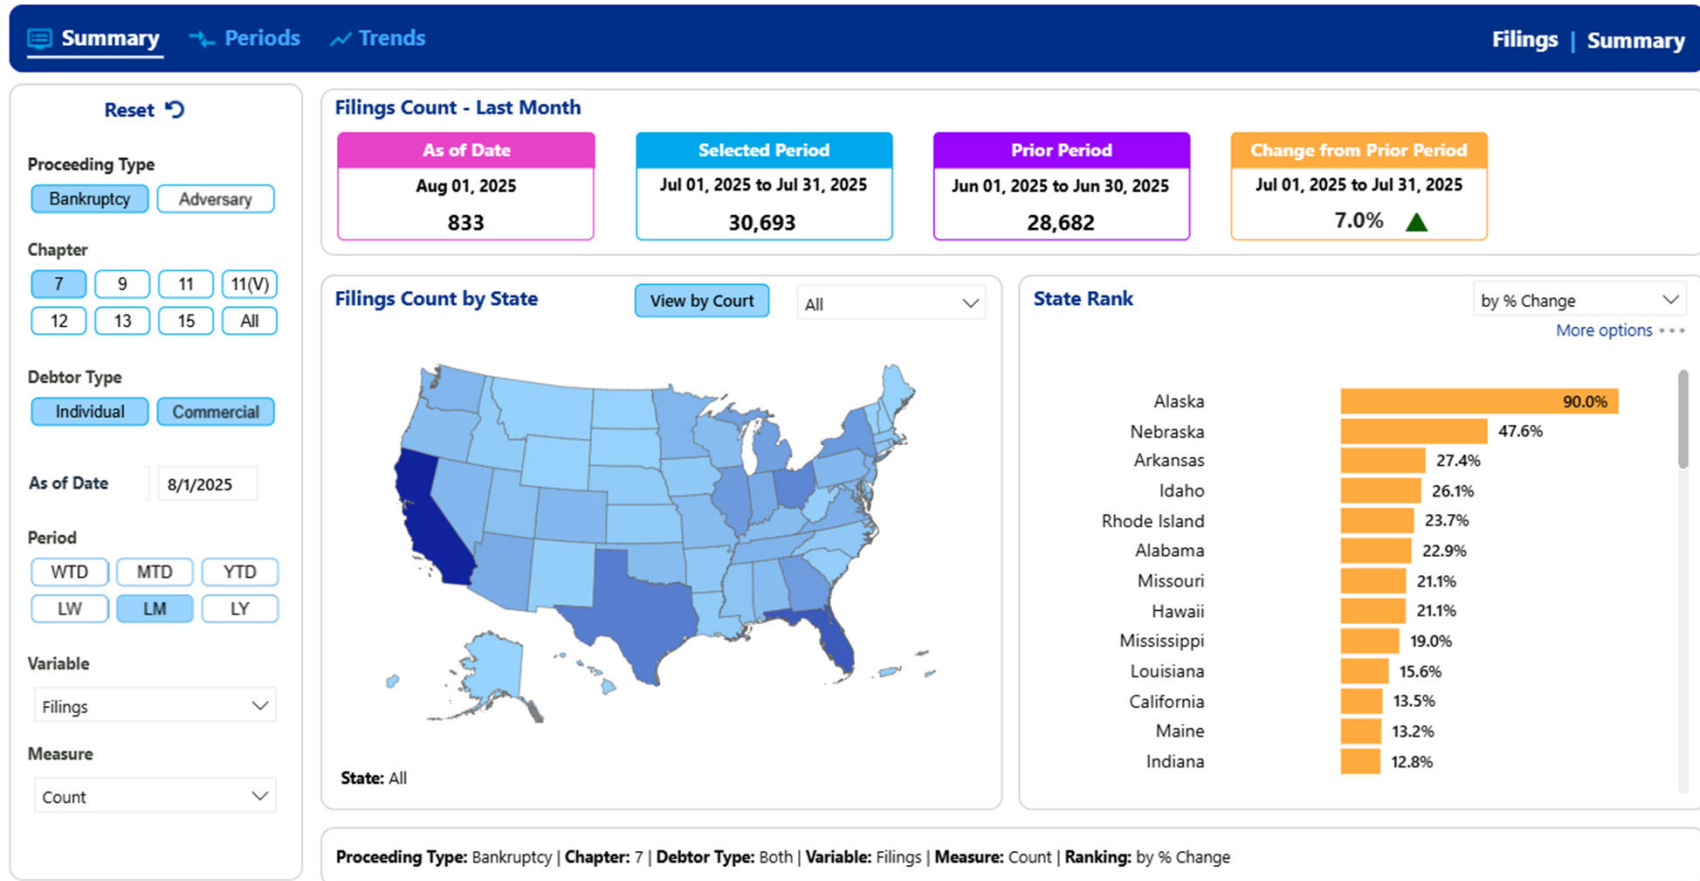 Summary Periods Trends Filings | Summary
Reset
Proceeding Type
Bankruptcy Adversary
Chapter
7 9 11 11(V)
12 13 15 All
Debtor Type
Individual Commercial
As of Date 8/1/2025
Period
WTD MTD YTD
LW LM LY
Variable
Filings
Measure
Count
Filings Count - Last Month
As of Date
Aug 01, 2025
833
Selected Period
Jul 01, 2025 to Jul 31, 2025
30,693
Prior Period
Jun 01, 2025 to Jun 30, 2025
28,682
Change from Prior Period
Jul 01, 2025 to Jul 31, 2025
7.0%
Filings Count by State View by Court All
State: All
State Rank by % Change
More options
Alaska 90.0%
Nebraska 47.6%
Arkansas 27.4%
Idaho 26.1%
Rhode Island 23.7%
Alabama 22.9%
Missouri 21.1%
Hawaii 21.1%
Mississippi 19.0%
Louisiana 15.6%
California 13.5%
Maine 13.2%
Indiana 12.8%
Proceeding Type: Bankruptcy | Chapter: 7 | Debtor Type: Both | Variable: Filings | Measure: Count | Ranking: by % Change